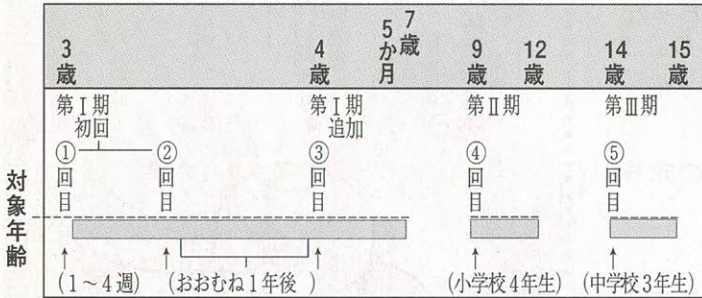 3歳 4歳 7歳5か月 9歳 12歳 14歳 15歳
第Ⅰ期初回 第Ⅰ期追加 第Ⅱ期 第Ⅲ期
①回目 ②回目 ③回目 ④回目 ⑤回目
対象年齢
(1～4週) (おおむね1年後) (小学校4年生) (中学校3年生)